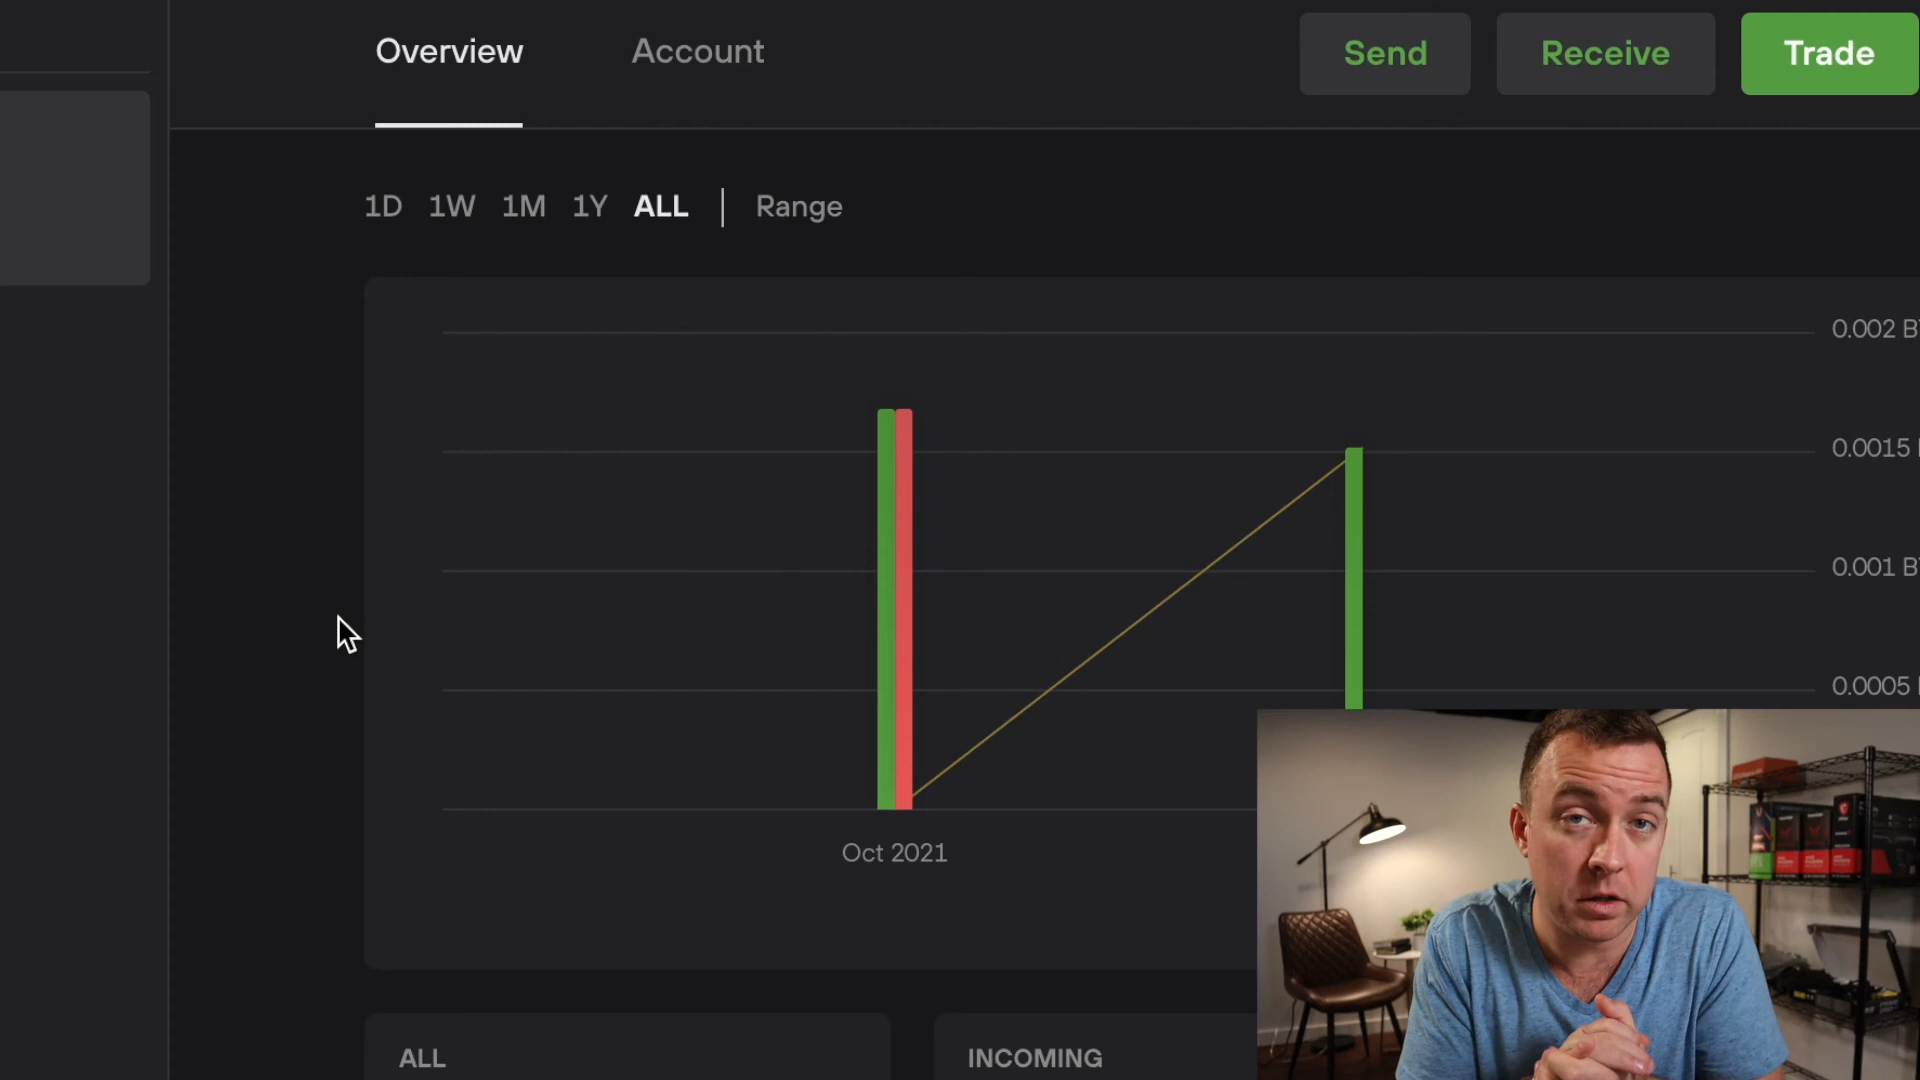 Overview Account Send Receive Trade
1D 1W 1M 1Y ALL | Range
0.002 B
0.0015
0.001 B
0.0005
Oct 2021
ALL INCOMING